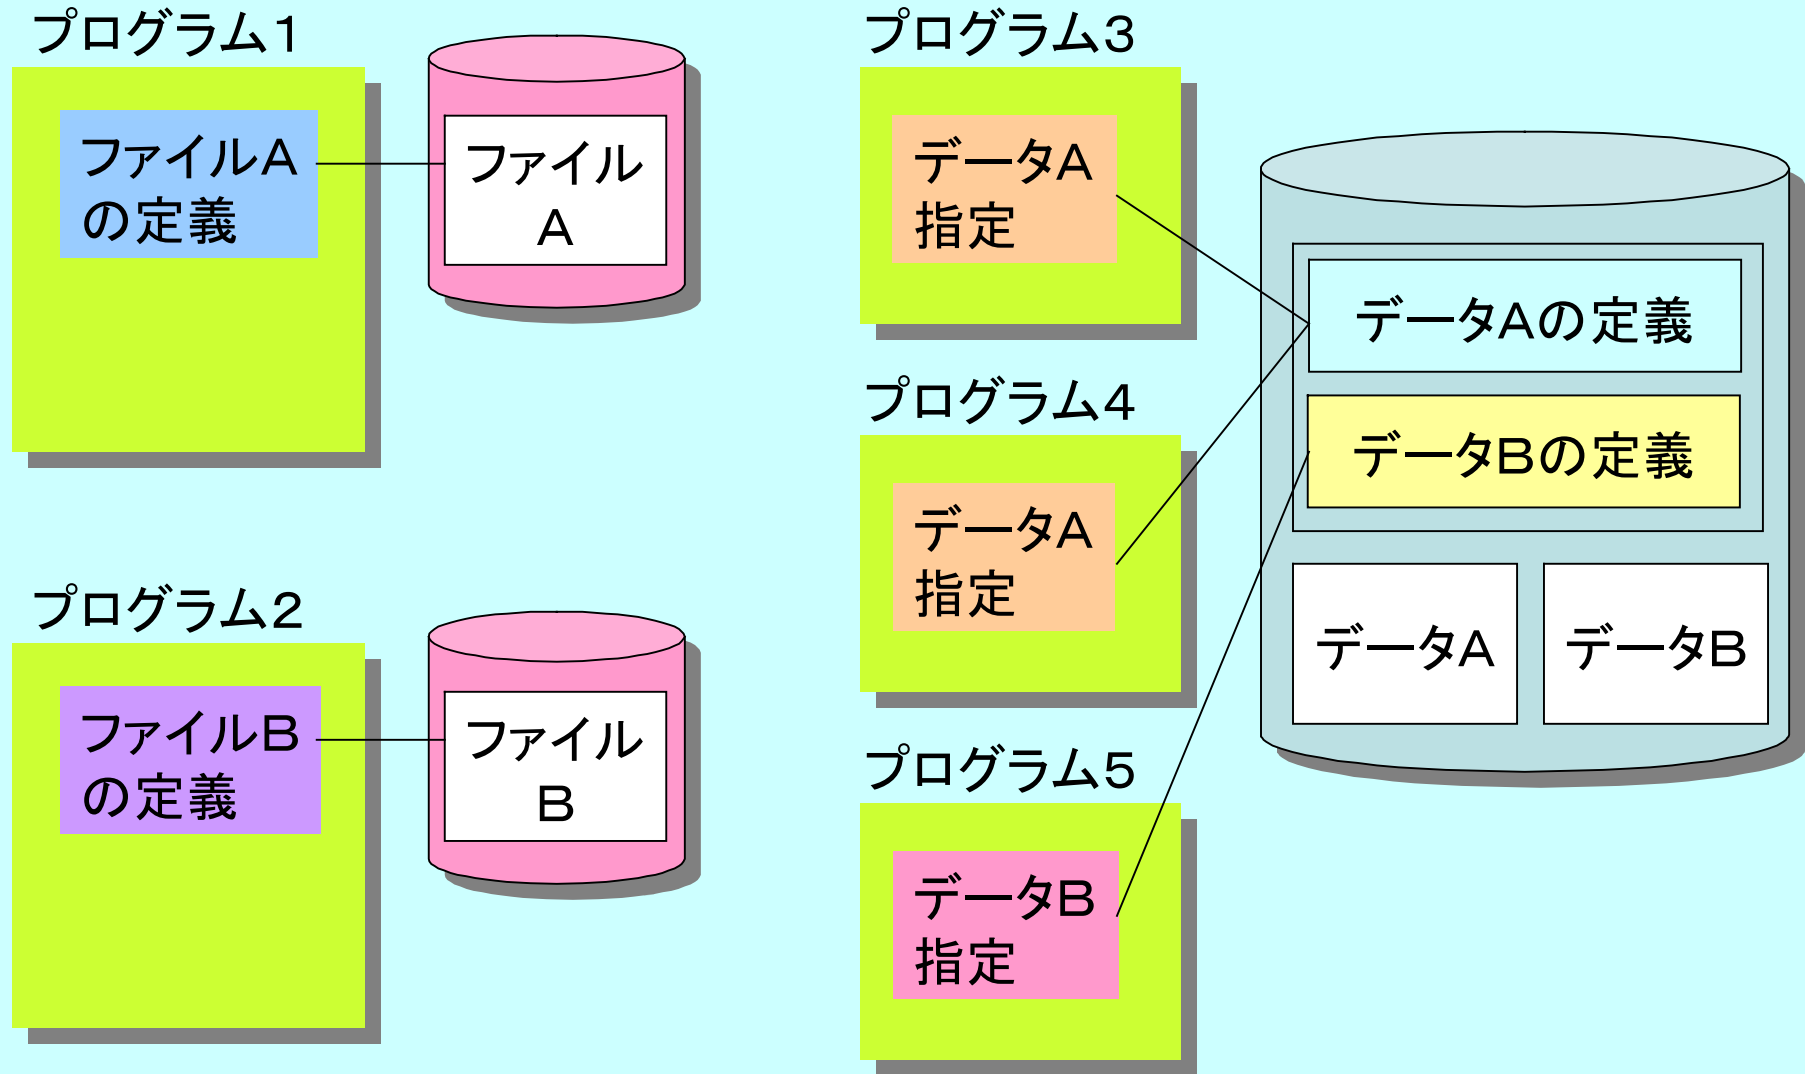 プログラム1
ファイルA
の定義
ファイル
A
プログラム2
ファイルB
の定義
ファイル
B
プログラム3
データA
指定
プログラム4
データA
指定
プログラム5
データB
指定
データAの定義
データBの定義
データA
データB